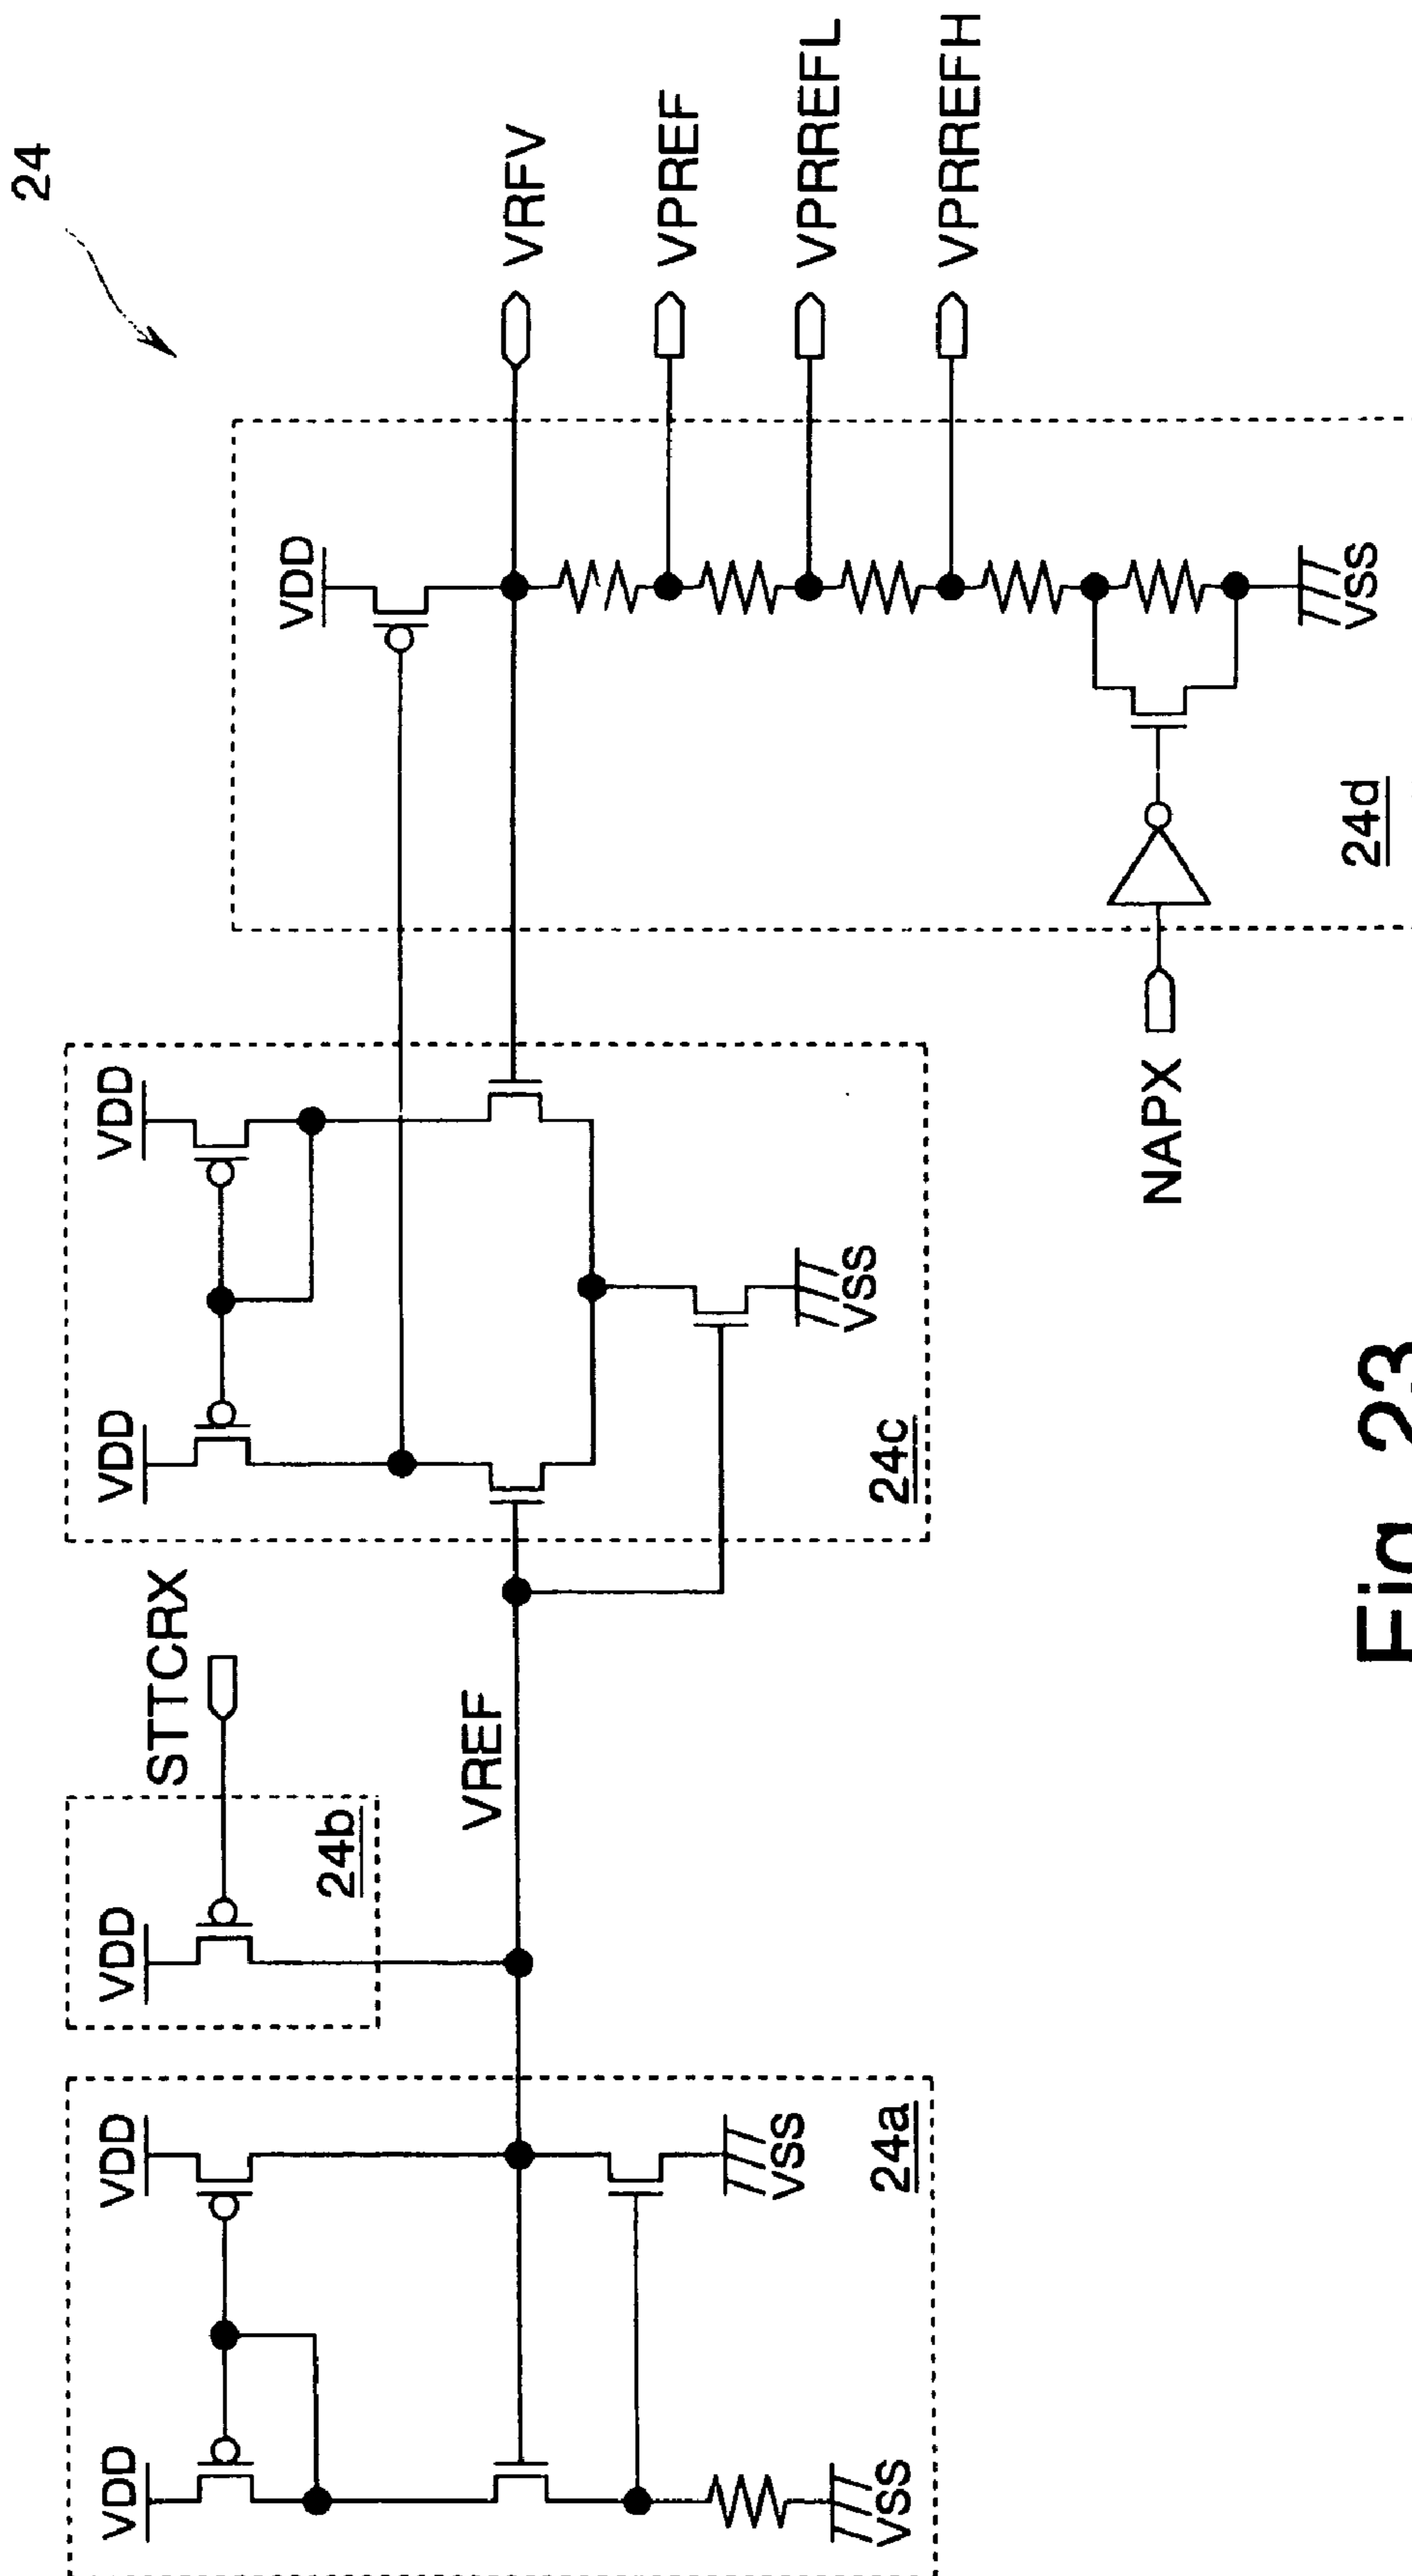 24
VDD
VDD
24a
VSS
VSS
VDD
24b
STTCRX
VREF
VDD
VDD
24c
VSS
VDD
VRFV
VPREF
VPRREFL
VPRREFH
NAPX
24d
VSS
Fig. 23